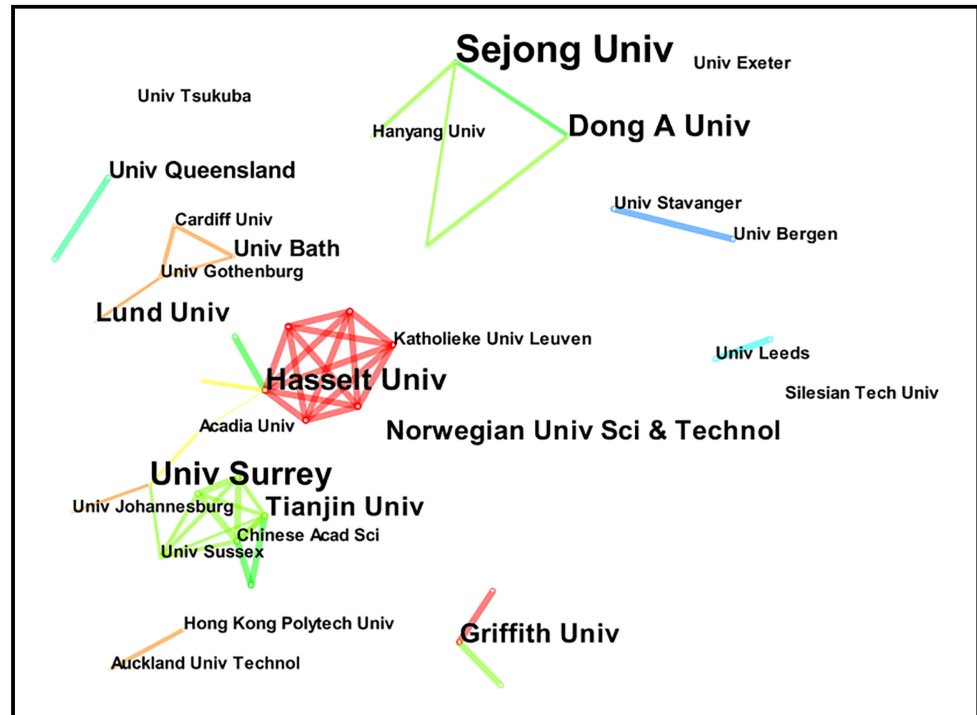 Sejong Univ
Univ Exeter
Univ Tsukuba
Hanyang Univ
Dong A Univ
Univ Queensland
Univ Stavanger
Cardiff Univ
Univ Bergen
Univ Bath
Univ Gothenburg
Lund Univ
Katholieke Univ Leuven
Univ Leeds
Hasselt Univ
Silesian Tech Univ
Acadia Univ
Norwegian Univ Sci & Technol
Univ Surrey
Univ Johannesburg
Tianjin Univ
Chinese Acad Sci
Univ Sussex
Hong Kong Polytech Univ
Griffith Univ
Auckland Univ Technol